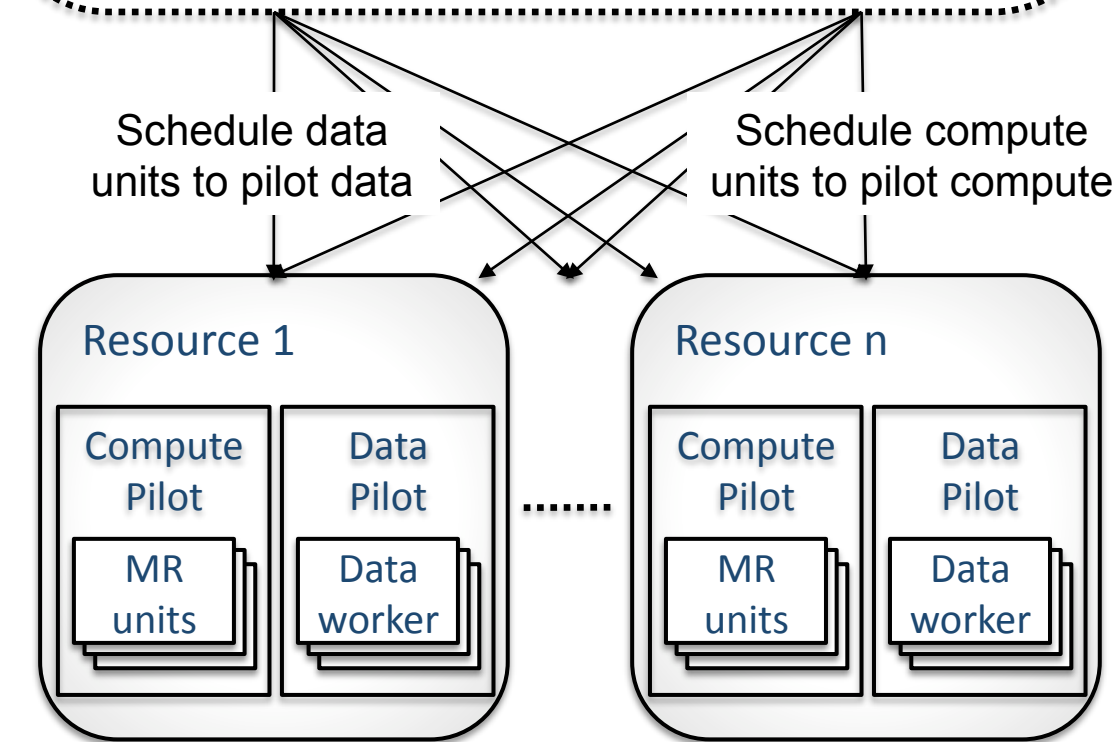 Schedule data
units to pilot data
Schedule compute
units to pilot compute
Resource 1
Compute
Pilot
MR
units
Data
Pilot
Data
worker
Resource n
Compute
Pilot
MR
units
Data
Pilot
Data
worker